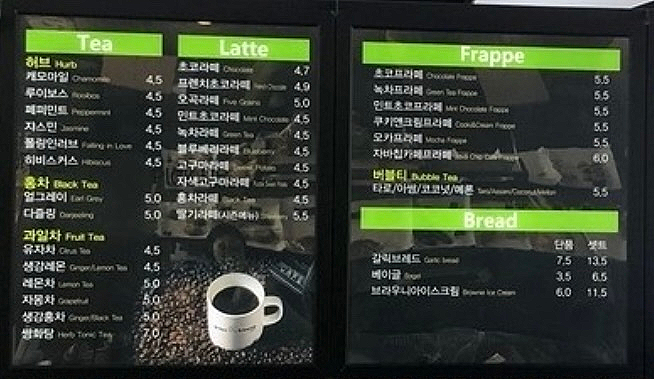 Tea
허브 Hurb
캐모마일 Chamomile 4,5
루이보스 Rooibos 4,5
페퍼민트 Peppermint 4,5
자스민 Jasmine 4,5
폴링인러브 Falling in Love 4,5
히비스커스 Hibiscus 4,5
홍차 Black Tea
얼그레이 Earl Grey 5,0
다즐링 Darjeeling 5,0
과일차 Fruit Tea
유자차 Citrus Tea 4,5
생강레몬 Ginger/Lemon Tea 4,5
레몬차 Lemon Tea 5,0
자몽차 Grapefruit 5,0
생강홍차 Ginger/Black Tea 5,0
쌍화탕 Herb Tonic Tea 7,0
Latte
초코라떼 Chocolate 4,7
프렌치초코라떼 4,9
오곡라떼 Five Grains 5,0
민트초코라떼 Mint Chocolate 4,5
녹차라떼 Green Tea 4,5
블루베리라떼 Blueberry 4,5
고구마라떼 Sweet Potato 4,5
자색고구마라떼 4,5
홍차라떼 Black Tea 4,5
딸기라떼(시즌메뉴) 5,5
Frappe
초코프라페 Chocolate Frappe 5,5
녹차프라페 Green Tea Frappe 5,5
민트초코프라페 Mint Chocolate Frappe 5,5
쿠키앤크림프라페 Cook&Cream Frappe 5,5
모카프라페 Mocha Frappe 5,5
자바칩카페프라페 Java Chip Cafe Frappe 6,0
버블티 Bubble Tea
타로/아쌈/코코넛/메론 Taro/Assam/Coconut/Melon 5,5
Bread
단품 셋트
갈릭브레드 Garlic bread 7,5 13,5
베이글 Bagel 3,5 6,5
브라우니아이스크림 Brownie Ice Cream 6,0 11,5